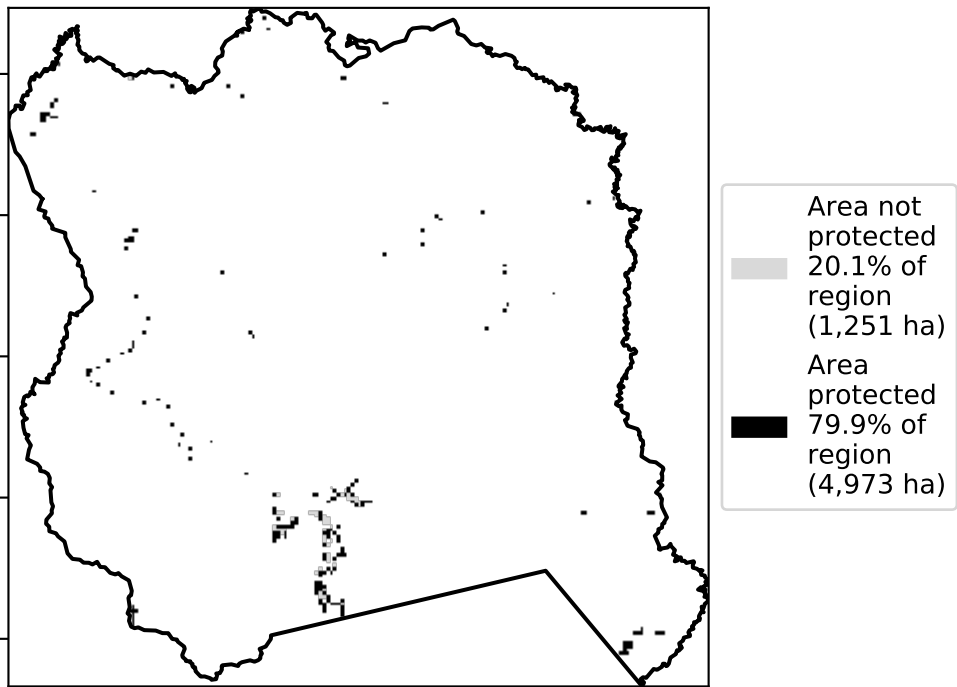 Area not
protected
20.1% of
region
(1,251 ha)
Area
protected
79.9% of
region
(4,973 ha)